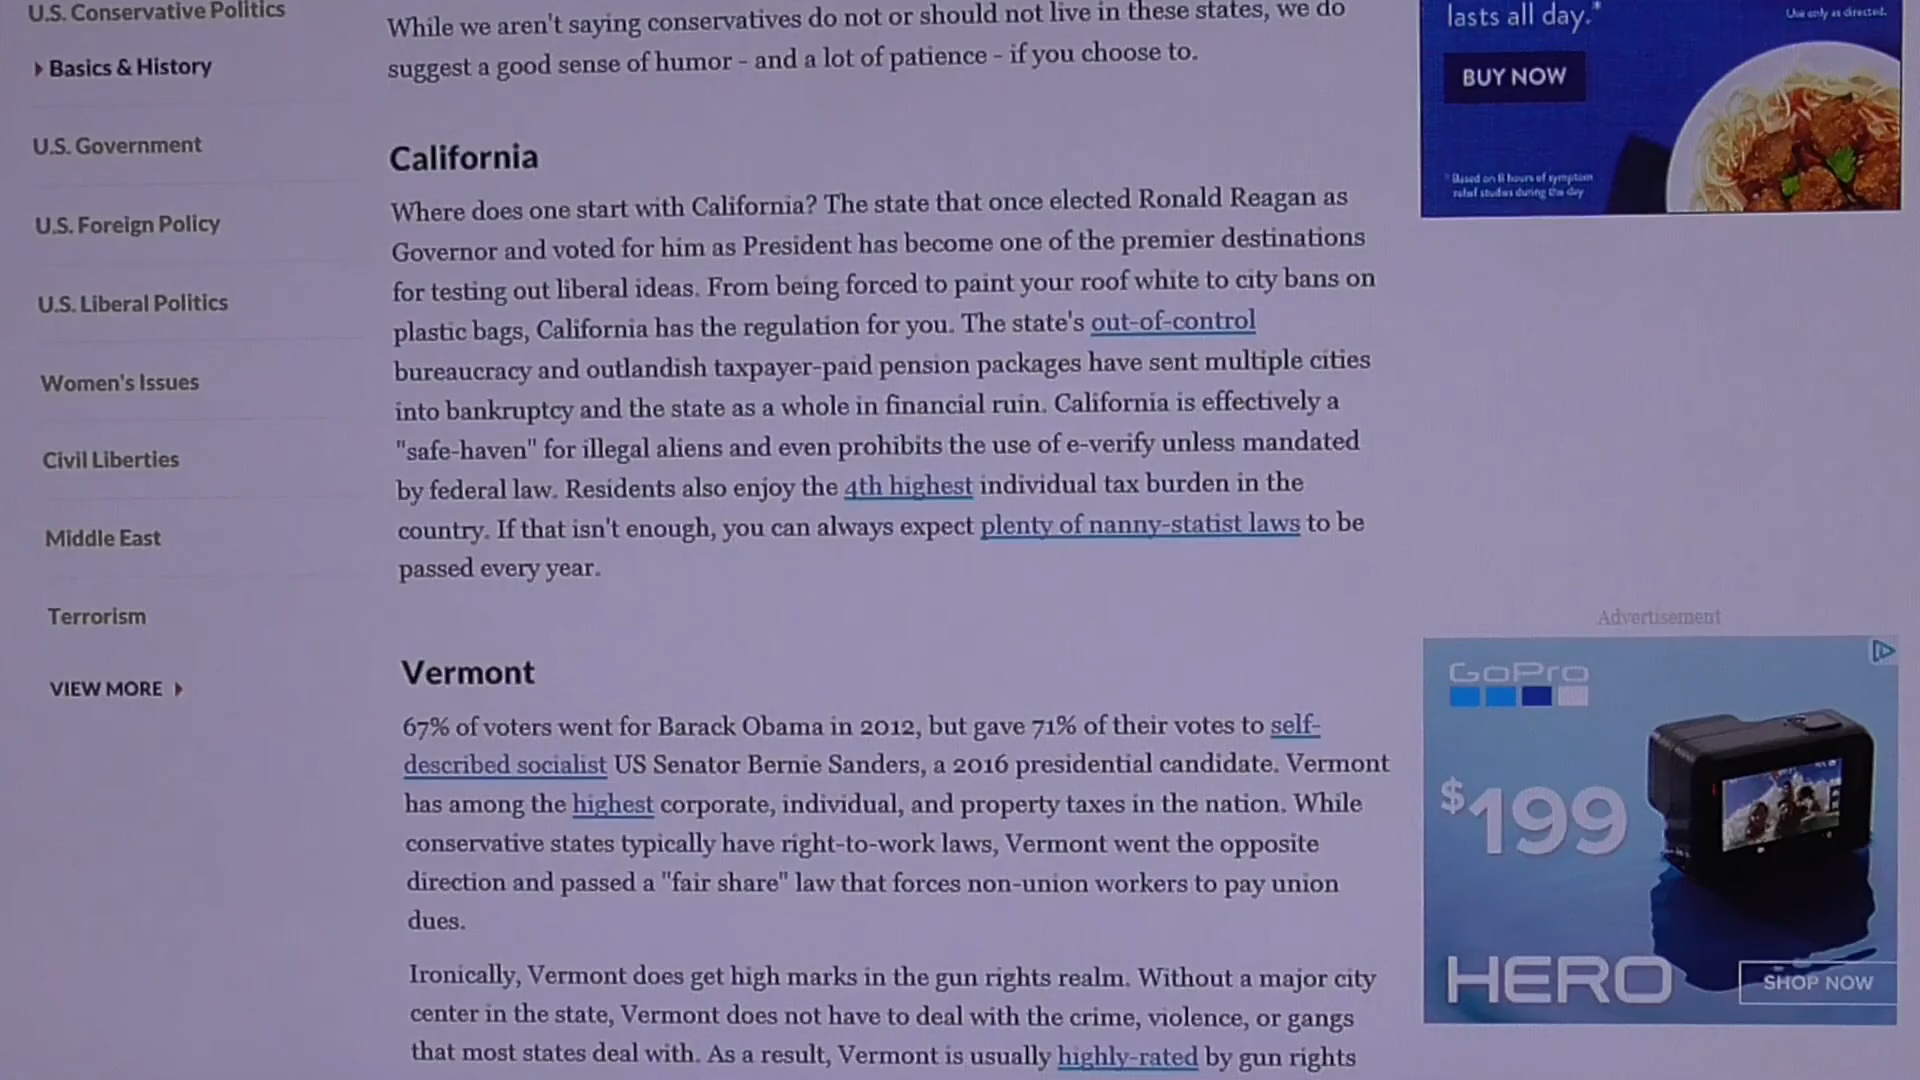 U.S. Conservative Politics
Basics & History
U.S. Government
U.S. Foreign Policy
U.S. Liberal Politics
Women's Issues
Civil Liberties
Middle East
Terrorism
VIEW MORE
While we aren't saying conservatives do not or should not live in these states, we do
suggest a good sense of humor - and a lot of patience - if you choose to.
California
Where does one start with California? The state that once elected Ronald Reagan as
Governor and voted for him as President has become one of the premier destinations
for testing out liberal ideas. From being forced to paint your roof white to city bans on
plastic bags, California has the regulation for you. The state's out-of-control
bureaucracy and outlandish taxpayer-paid pension packages have sent multiple cities
into bankruptcy and the state as a whole in financial ruin. California is effectively a
"safe-haven" for illegal aliens and even prohibits the use of e-verify unless mandated
by federal law. Residents also enjoy the 4th highest individual tax burden in the
country. If that isn't enough, you can always expect plenty of nanny-statist laws to be
passed every year.
Vermont
67% of voters went for Barack Obama in 2012, but gave 71% of their votes to self-
described socialist US Senator Bernie Sanders, a 2016 presidential candidate. Vermont
has among the highest corporate, individual, and property taxes in the nation. While
conservative states typically have right-to-work laws, Vermont went the opposite
direction and passed a "fair share" law that forces non-union workers to pay union
dues.
Ironically, Vermont does get high marks in the gun rights realm. Without a major city
center in the state, Vermont does not have to deal with the crime, violence, or gangs
that most states deal with. As a result, Vermont is usually highly-rated by gun rights
lasts all day.*
Use only as directed.
BUY NOW
* Based on 8 hours of symptom
relief studies during the day
Advertisement
GoPro
$199
HERO
SHOP NOW